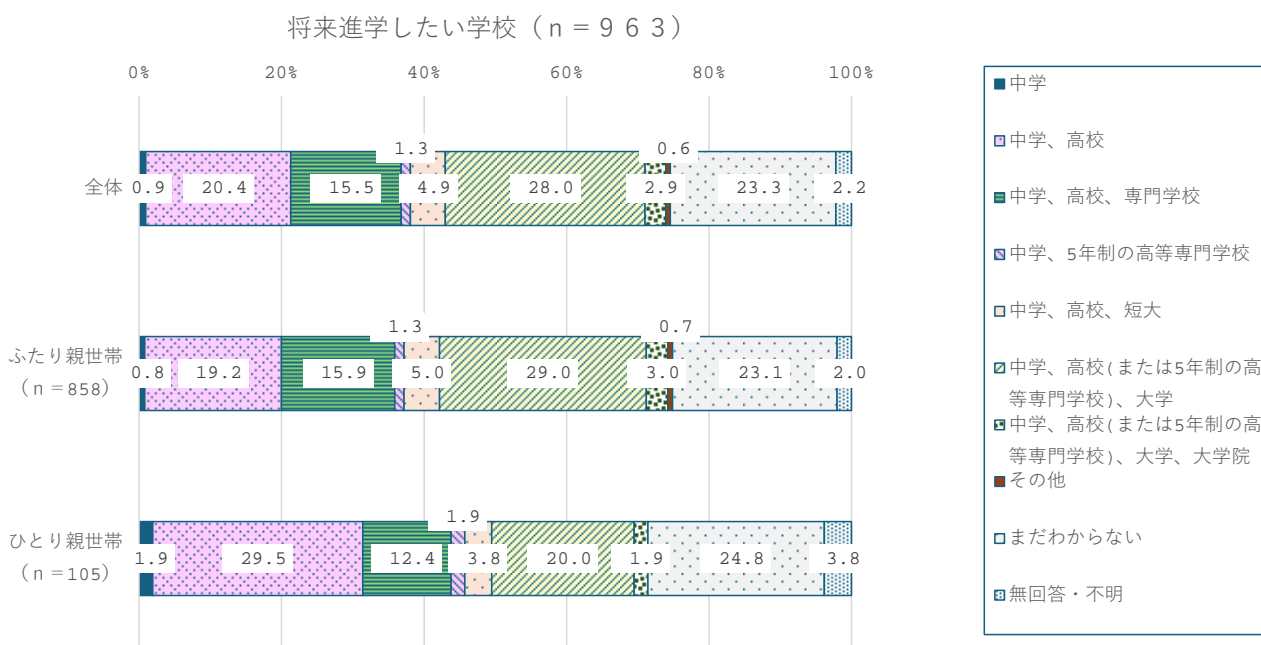 将来進学したい学校（ｎ＝９６３）
0% 20% 40% 60% 80% 100%
1.3 0.6
全体 0.9 20.4 15.5 4.9 28.0 2.9 23.3 2.2
1.3 0.7
ふたり親世帯
（ｎ＝858）
0.8 19.2 15.9 5.0 29.0 3.0 23.1 2.0
1.9
ひとり親世帯
（ｎ＝105）
1.9 29.5 12.4 3.8 20.0 1.9 24.8 3.8
中学
中学、高校
中学、高校、専門学校
中学、5年制の高等専門学校
中学、高校、短大
中学、高校(または5年制の高
等専門学校)、大学
中学、高校(または5年制の高
等専門学校)、大学、大学院
その他
まだわからない
無回答・不明